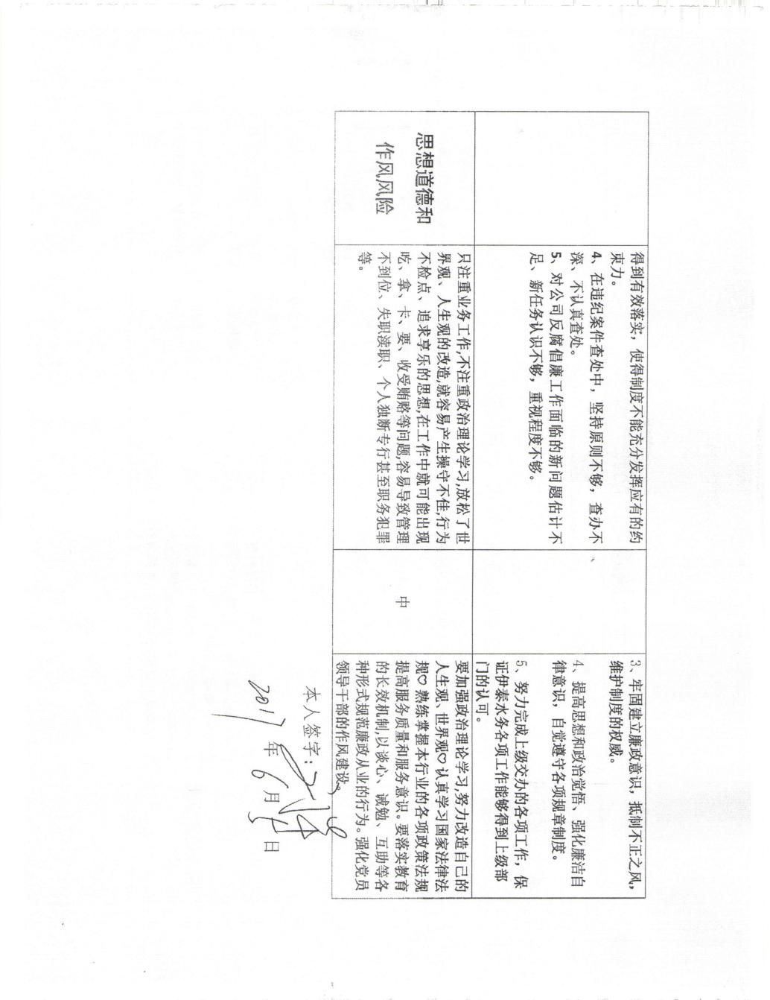 得到有效落实，使得制度不能充分发挥应有的约
束力。
4、在违纪案件查处中，坚持原则不够，查办不
深、不认真查处。
5、对公司反腐倡廉工作面临的新问题估计不
足、新任务认识不够，重视程度不够。
3、牢固建立廉政意识，抵制不正之风，
维护制度的权威。
4、提高思想和政治觉悟、强化廉洁自
律意识，自觉遵守各项规章制度。
5、努力完成上级交办的各项工作，保
证伊泰水务各项工作能够得到上级部
门的认可。
思想道德和
作风风险
只注重业务工作,不注重政治理论学习,放松了世
界观、人生观的改造,就容易产生操守不佳,行为
不检点、追求享乐的思想,在工作中就可能出现
吃、拿、卡、要、收受贿赂等问题,容易导致管理
不到位、失职渎职、个人独断专行甚至职务犯罪
等。
中
要加强政治理论学习,努力改造自己的
人生观、世界观♡认真学习国家法律法
规♡熟练掌握本行业的各项政策法规
提高服务质量和服务意识。要落实教育
的长效机制,以谈心、诫勉、互助等各
种形式规范廉政从业的行为。强化党员
领导干部的作风建设。
本人签字：
2017年6月 日